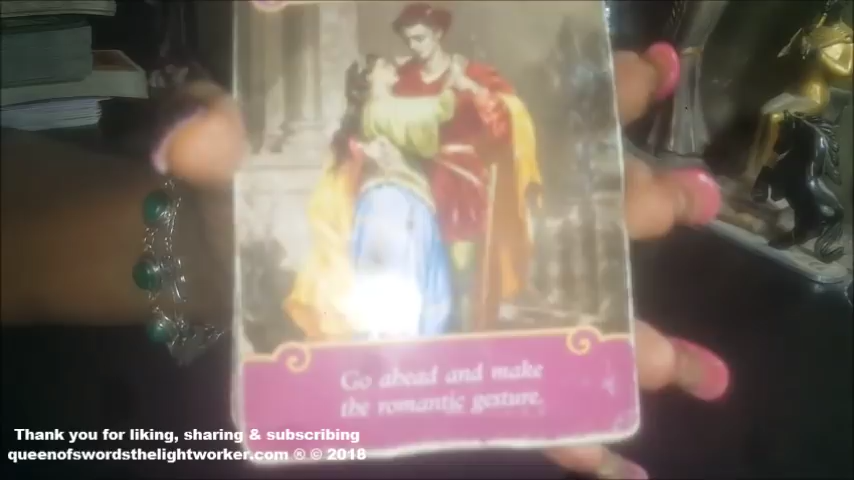 Go ahead and make
the romantic gesture.
Thank you for liking, sharing & subscribing
queenofswordsthelightworker.com ® © 2018